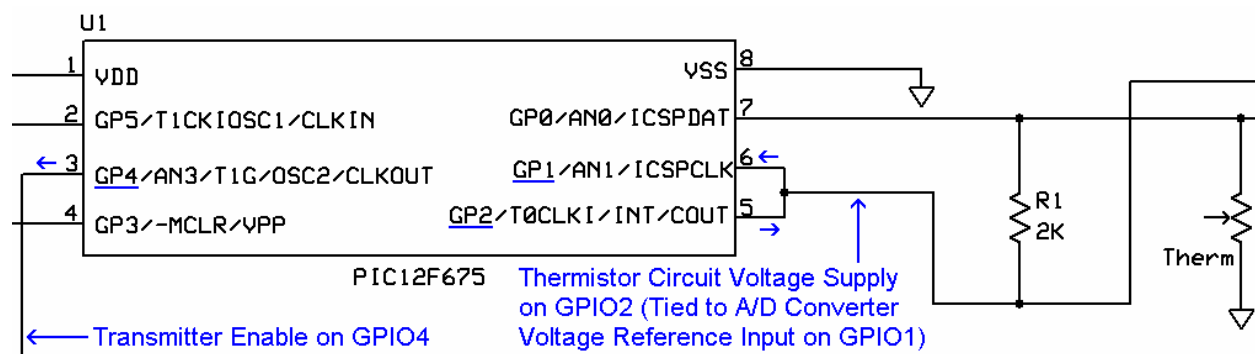 U1
1 VDD
VSS 8
2 GP5/T1CKIOSC1/CLKIN
GP0/AN0/ICSPDAT 7
3 GP4/AN3/T1G/OSC2/CLKOUT
GP1/AN1/ICSPCLK 6
4 GP3/-MCLR/VPP
GP2/T0CLKI/INT/COUT 5
PIC12F675
R1
2K
Therm
Thermistor Circuit Voltage Supply
on GPIO2 (Tied to A/D Converter
Voltage Reference Input on GPIO1)
Transmitter Enable on GPIO4